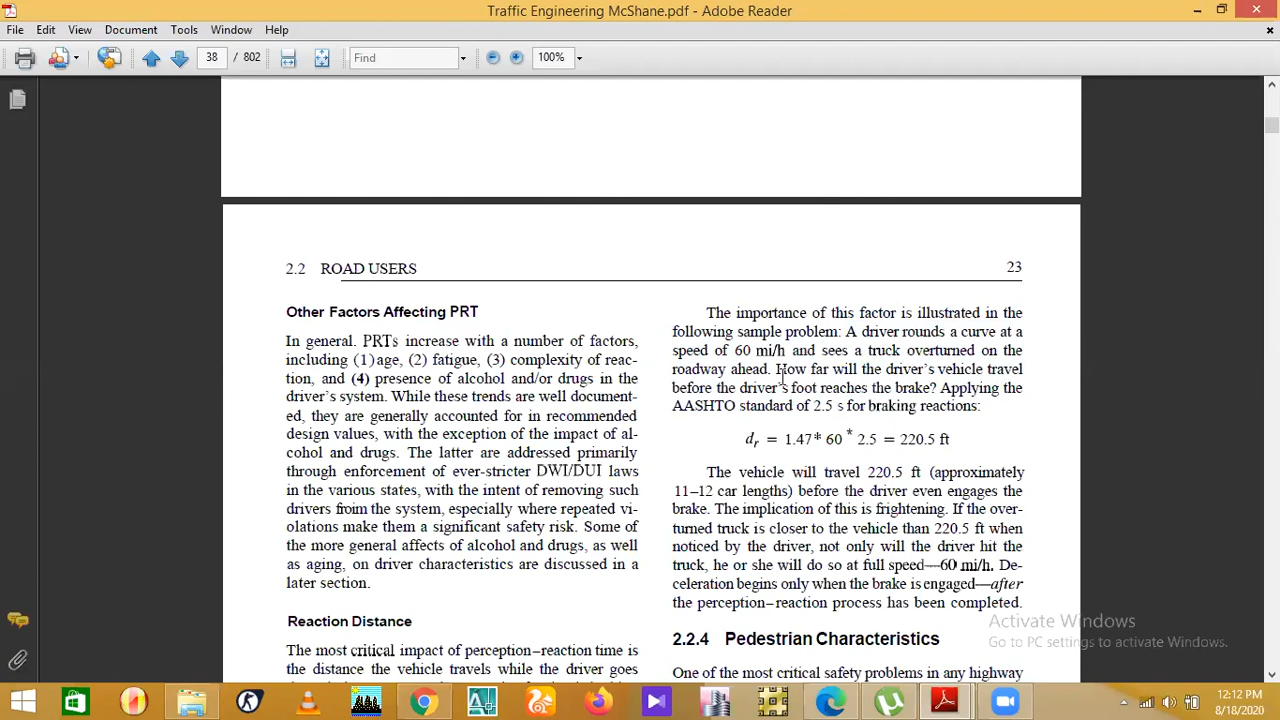 Traffic Engineering McShane.pdf - Adobe Reader
File Edit View Document Tools Window Help
38 / 802 Find 100%
2.2 ROAD USERS 23
Other Factors Affecting PRT
In general. PRTs increase with a number of factors,
including (1) age, (2) fatigue, (3) complexity of reac-
tion, and (4) presence of alcohol and/or drugs in the
driver's system. While these trends are well document-
ed, they are generally accounted for in recommended
design values, with the exception of the impact of al-
cohol and drugs. The latter are addressed primarily
through enforcement of ever-stricter DWI/DUI laws
in the various states, with the intent of removing such
drivers from the system, especially where repeated vi-
olations make them a significant safety risk. Some of
the more general affects of alcohol and drugs, as well
as aging, on driver characteristics are discussed in a
later section.
Reaction Distance
The most critical impact of perception–reaction time is
the distance the vehicle travels while the driver goes
The importance of this factor is illustrated in the
following sample problem: A driver rounds a curve at a
speed of 60 mi/h and sees a truck overturned on the
roadway ahead. How far will the driver's vehicle travel
before the driver's foot reaches the brake? Applying the
AASHTO standard of 2.5 s for braking reactions:
dr = 1.47* 60 * 2.5 = 220.5 ft
The vehicle will travel 220.5 ft (approximately
11–12 car lengths) before the driver even engages the
brake. The implication of this is frightening. If the over-
turned truck is closer to the vehicle than 220.5 ft when
noticed by the driver, not only will the driver hit the
truck, he or she will do so at full speed—60 mi/h. De-
celeration begins only when the brake is engaged—after
the perception–reaction process has been completed.
2.2.4 Pedestrian Characteristics
One of the most critical safety problems in any highway
Activate Windows
Go to PC settings to activate Windows.
12:12 PM
8/18/2020